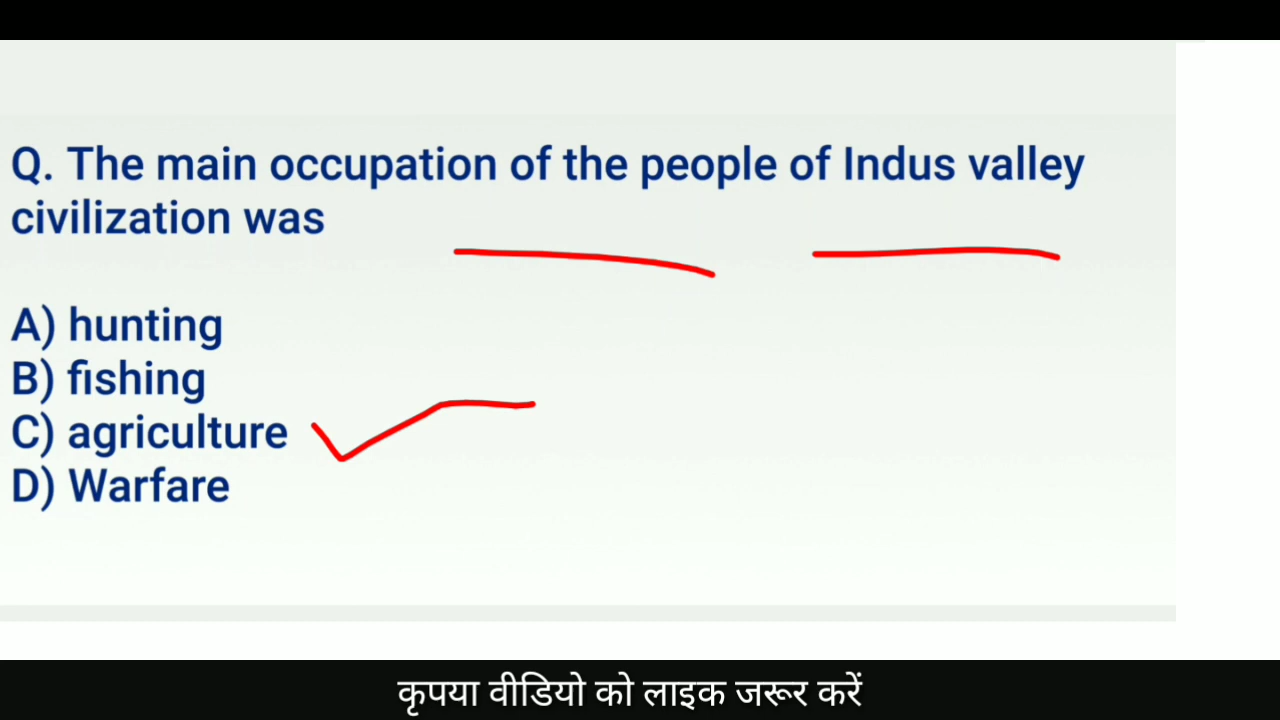 Q. The main occupation of the people of Indus valley
civilization was
A) hunting
B) fishing
C) agriculture
D) Warfare
कृपया वीडियो को लाइक जरूर करें